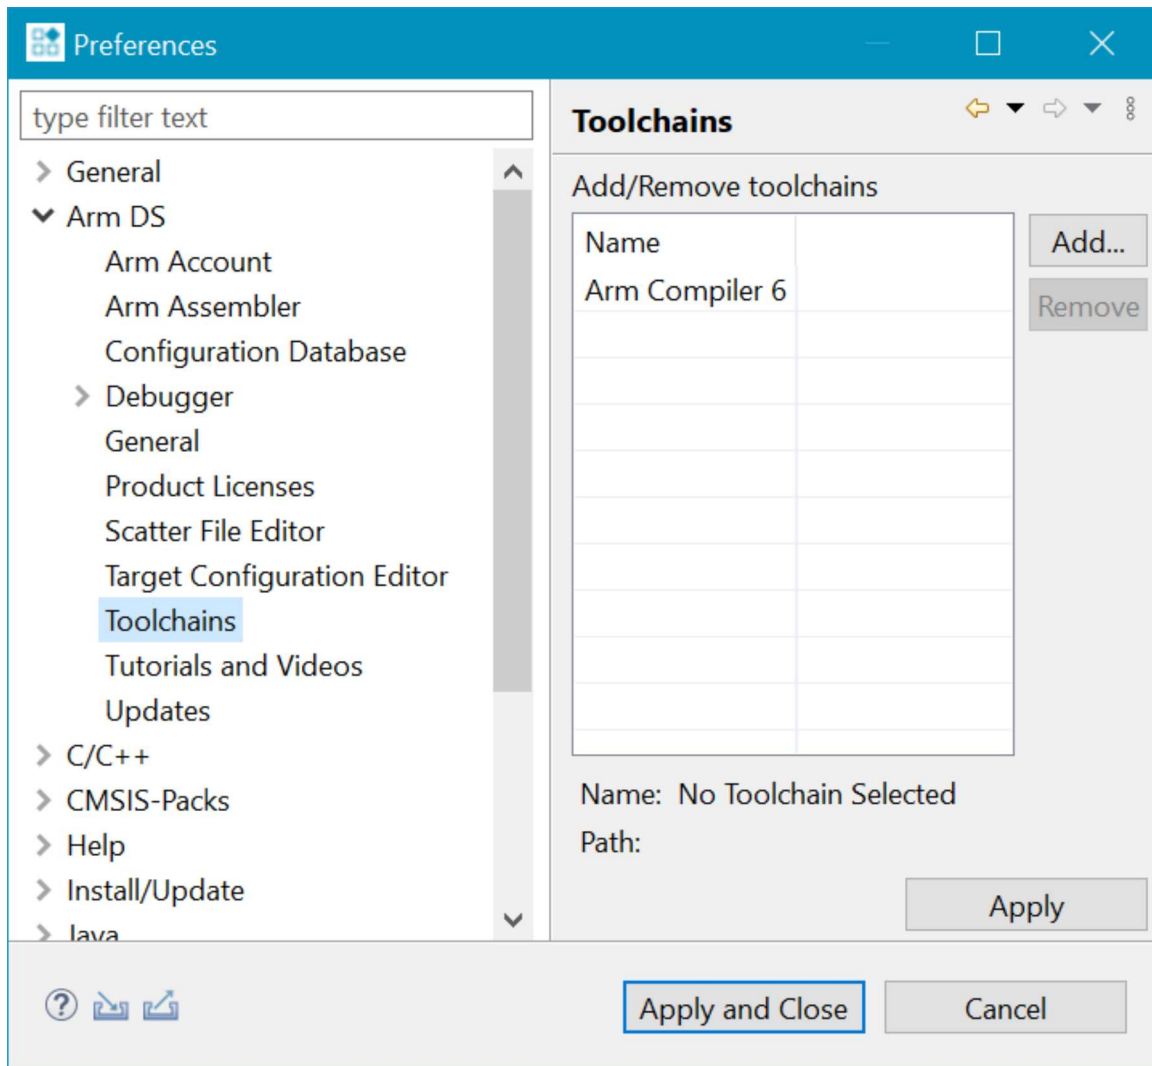 Preferences
type filter text
General
Arm DS
Arm Account
Arm Assembler
Configuration Database
Debugger
General
Product Licenses
Scatter File Editor
Target Configuration Editor
Toolchains
Tutorials and Videos
Updates
C/C++
CMSIS-Packs
Help
Install/Update
Java
Toolchains
Add/Remove toolchains
Name
Arm Compiler 6
Add...
Remove
Name: No Toolchain Selected
Path:
Apply
Apply and Close
Cancel